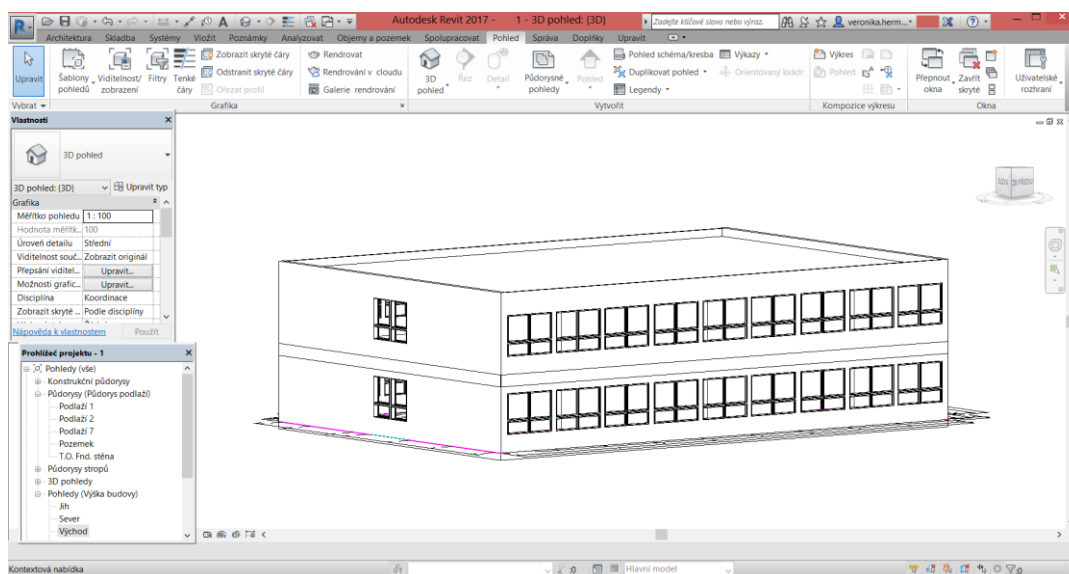 Autodesk Revit 2017 - 1 - 3D pohled: {3D}
Zadejte klíčové slovo nebo výraz.
veronika.herm...
Architektura Skladba Systémy Vložit Poznámky Analyzovat Objemy a pozemek Spolupracovat Pohled Správa Doplňky Upravit
Upravit
Šablony pohledů
Viditelnost/ zobrazení
Filtry
Tenké čáry
Zobrazit skryté čáry
Odstranit skryté čáry
Ořezat profil
Rendrovat
Rendrování v cloudu
Galerie rendrování
3D pohled
Řez
Detail
Půdorysné pohledy
Pohled
Pohled schéma/kresba
Duplikovat pohled
Legendy
Výkazy
Orientovaný kvádr
Výkres
Pohled
Přepnout okna
Zavřít skryté
Uživatelské rozhraní
Vybrat Grafika Vytvořit Kompozice výkresu Okna
Vlastnosti
3D pohled
3D pohled: {3D} Upravit typ
Grafika
Měřítko pohledu 1 : 100
Hodnota měřítk... 100
Úroveň detailu Střední
Viditelnost souč... Zobrazit originál
Přepsání viditel... Upravit...
Možnosti grafic... Upravit...
Disciplína Koordinace
Zobrazit skryté ... Podle disciplíny
Nápověda k vlastnostem Použít
Prohlížeč projektu - 1
Pohledy (vše)
Konstrukční půdorysy
Půdorysy (Půdorys podlaží)
Podlaží 1
Podlaží 2
Podlaží 7
Pozemek
T.O. Fnd. stěna
Půdorysy stropů
3D pohledy
Pohledy (Výška budovy)
Jih
Sever
Východ
Kontextová nabídka :0 Hlavní model :0